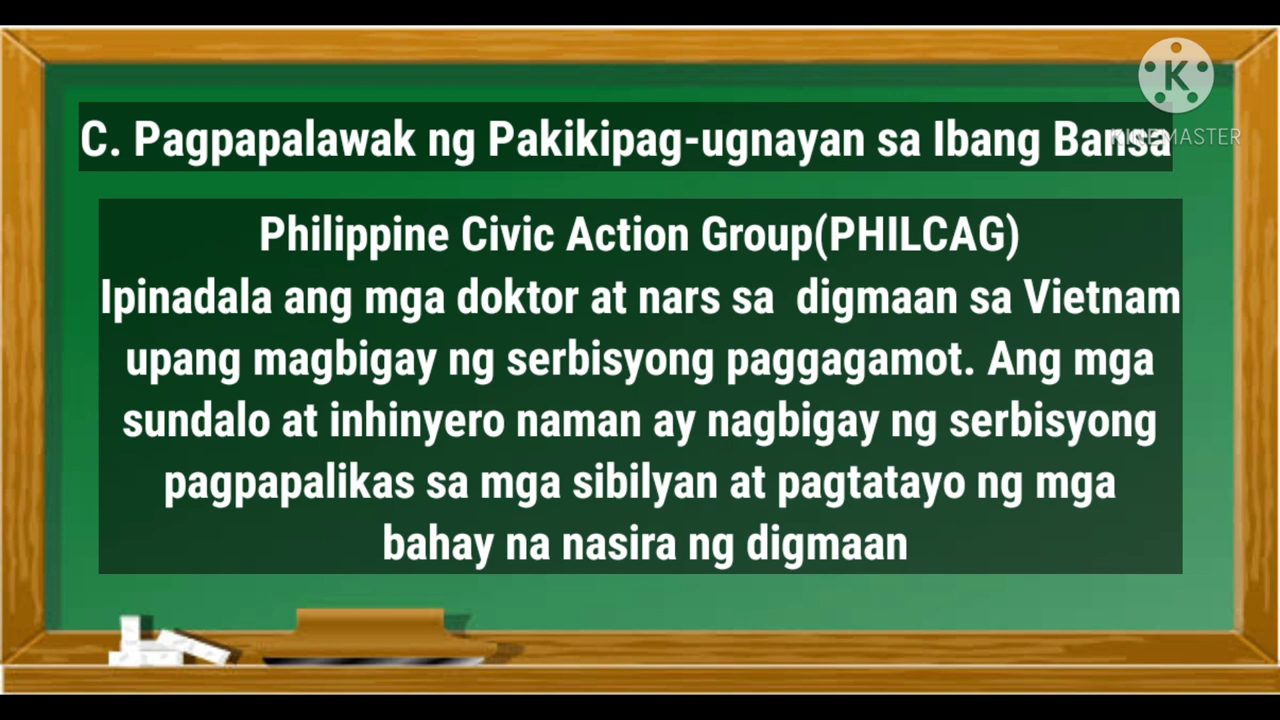 C. Pagpapalawak ng Pakikipag-ugnayan sa Ibang Bansa
K
KINEMASTER
Philippine Civic Action Group(PHILCAG)
Ipinadala ang mga doktor at nars sa digmaan sa Vietnam
upang magbigay ng serbisyong paggagamot. Ang mga
sundalo at inhinyero naman ay nagbigay ng serbisyong
pagpapalikas sa mga sibilyan at pagtatayo ng mga
bahay na nasira ng digmaan